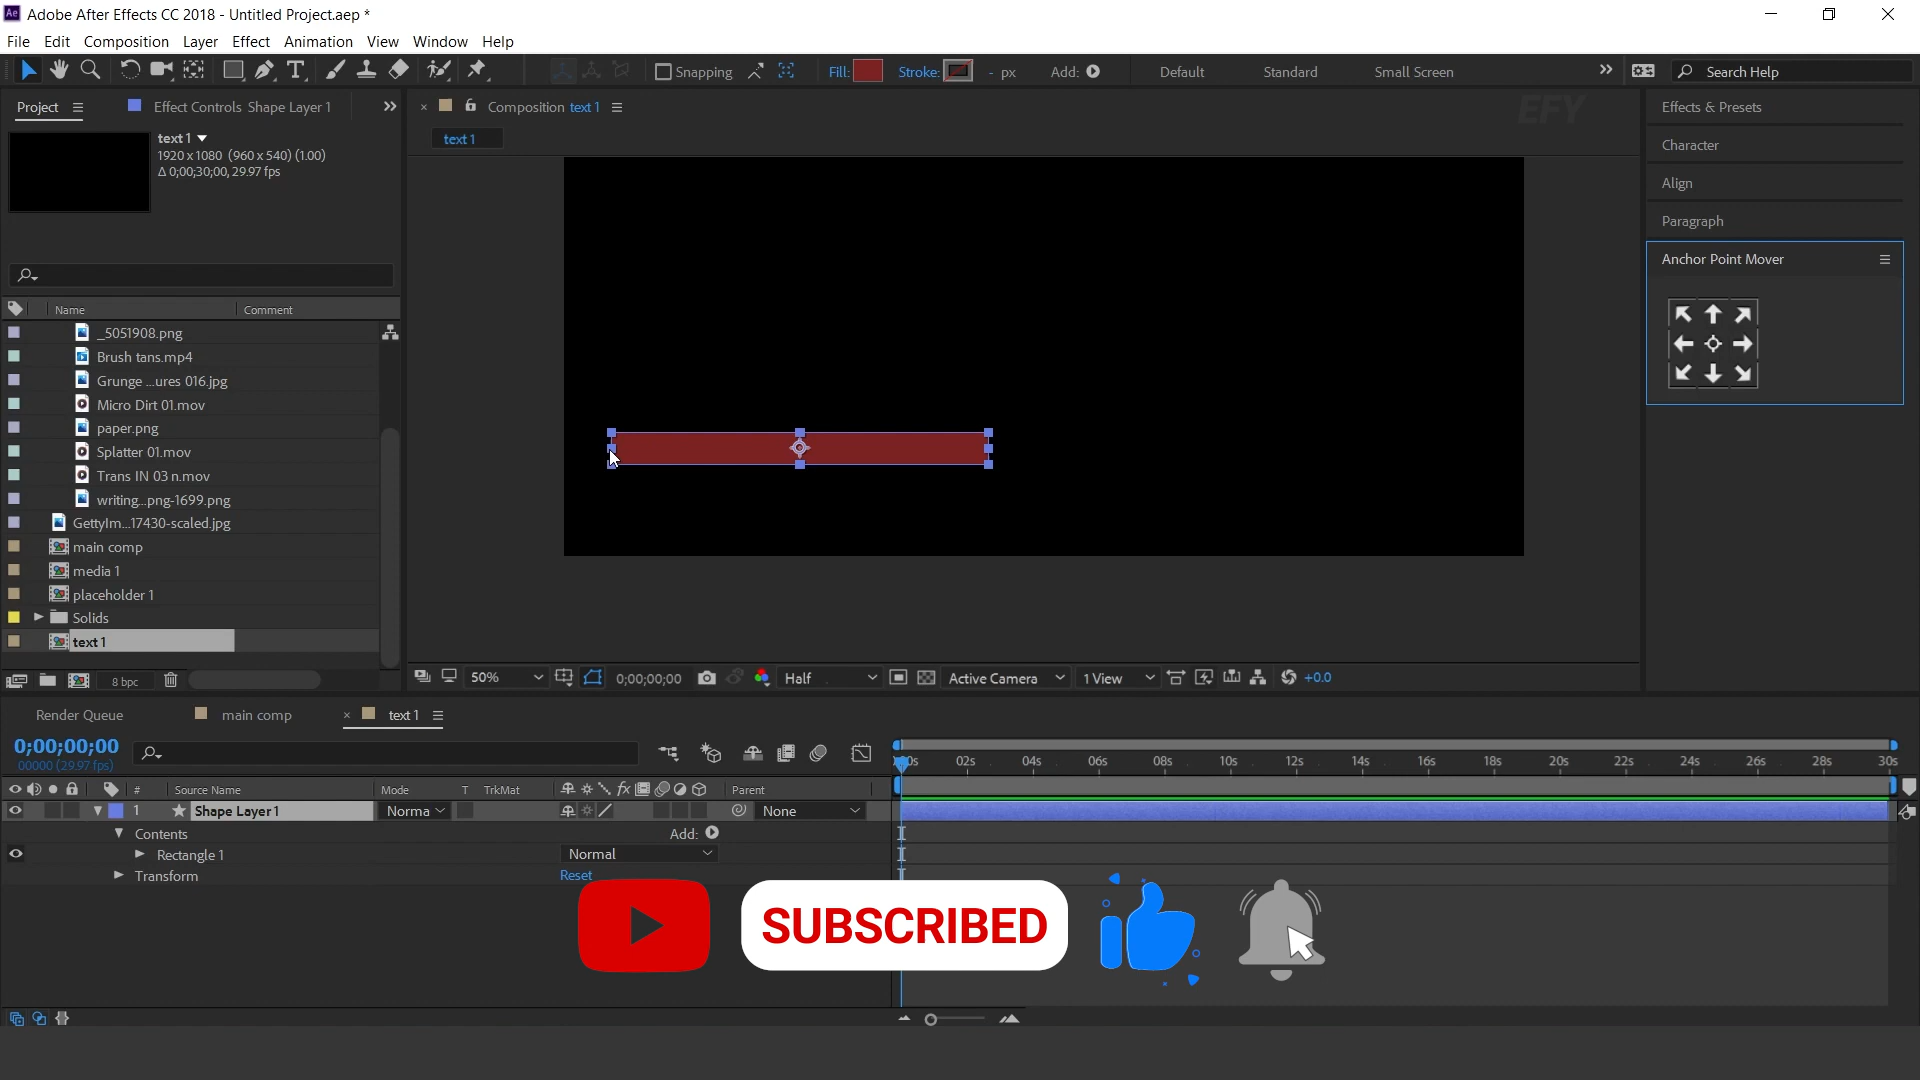 Adobe After Effects CC 2018 - Untitled Project.aep *
File Edit Composition Layer Effect Animation View Window Help
Snapping Fill: Stroke: - px Add: Default Standard Small Screen Search Help
Project Effect Controls Shape Layer 1
Composition text 1
EFY
Effects & Presets
text 1
1920 x 1080 (960 x 540) (1.00)
Δ 0;00;30;00, 29.97 fps
text 1
Character
Align
Paragraph
Anchor Point Mover
Name Comment
_5051908.png
Brush tans.mp4
Grunge ...ures 016.jpg
Micro Dirt 01.mov
paper.png
Splatter 01.mov
Trans IN 03 n.mov
writing...png-1699.png
GettyIm...17430-scaled.jpg
main comp
media 1
placeholder 1
Solids
text 1
8 bpc
50% 0;00;00;00 Half Active Camera 1 View +0.0
Render Queue main comp text 1
0;00;00;00
00000 (29.97 fps)
02s 04s 06s 08s 10s 12s 14s 16s 18s 20s 22s 24s 26s 28s 30s
# Source Name Mode T TrkMat fx Parent
1 Shape Layer 1 Norma None
Contents Add:
Rectangle 1 Normal
Transform Reset
SUBSCRIBED